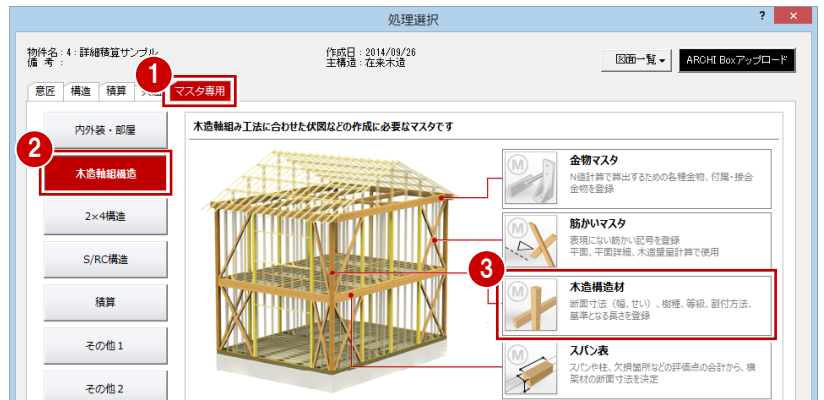 処理選択
? ×
物件名：4：詳細積算サンプル
備 考 ：
作成日：2014/09/26
主構造：在来木造
図面一覧▼
ARCHI Boxアップロード
1
意匠 構造 積算 マスタ専用
2
内外装・部屋
木造軸組構造
2×4構造
S/RC構造
積算
その他1
その他2
木造軸組み工法に合わせた伏図などの作成に必要なマスタです
M
金物マスタ
N値計算で算出するための各種金物、付属・接合
金物を登録
M
筋かいマスタ
表現にない筋かい記号を登録
平面、平面詳細、木造壁量計算で使用
3
M
木造構造材
断面寸法（幅、せい）、樹種、等級、割付方法、
基準となる長さを登録
M
スパン表
スパンや柱、欠損箇所などの評価点の合計から、横
架材の断面寸法を決定